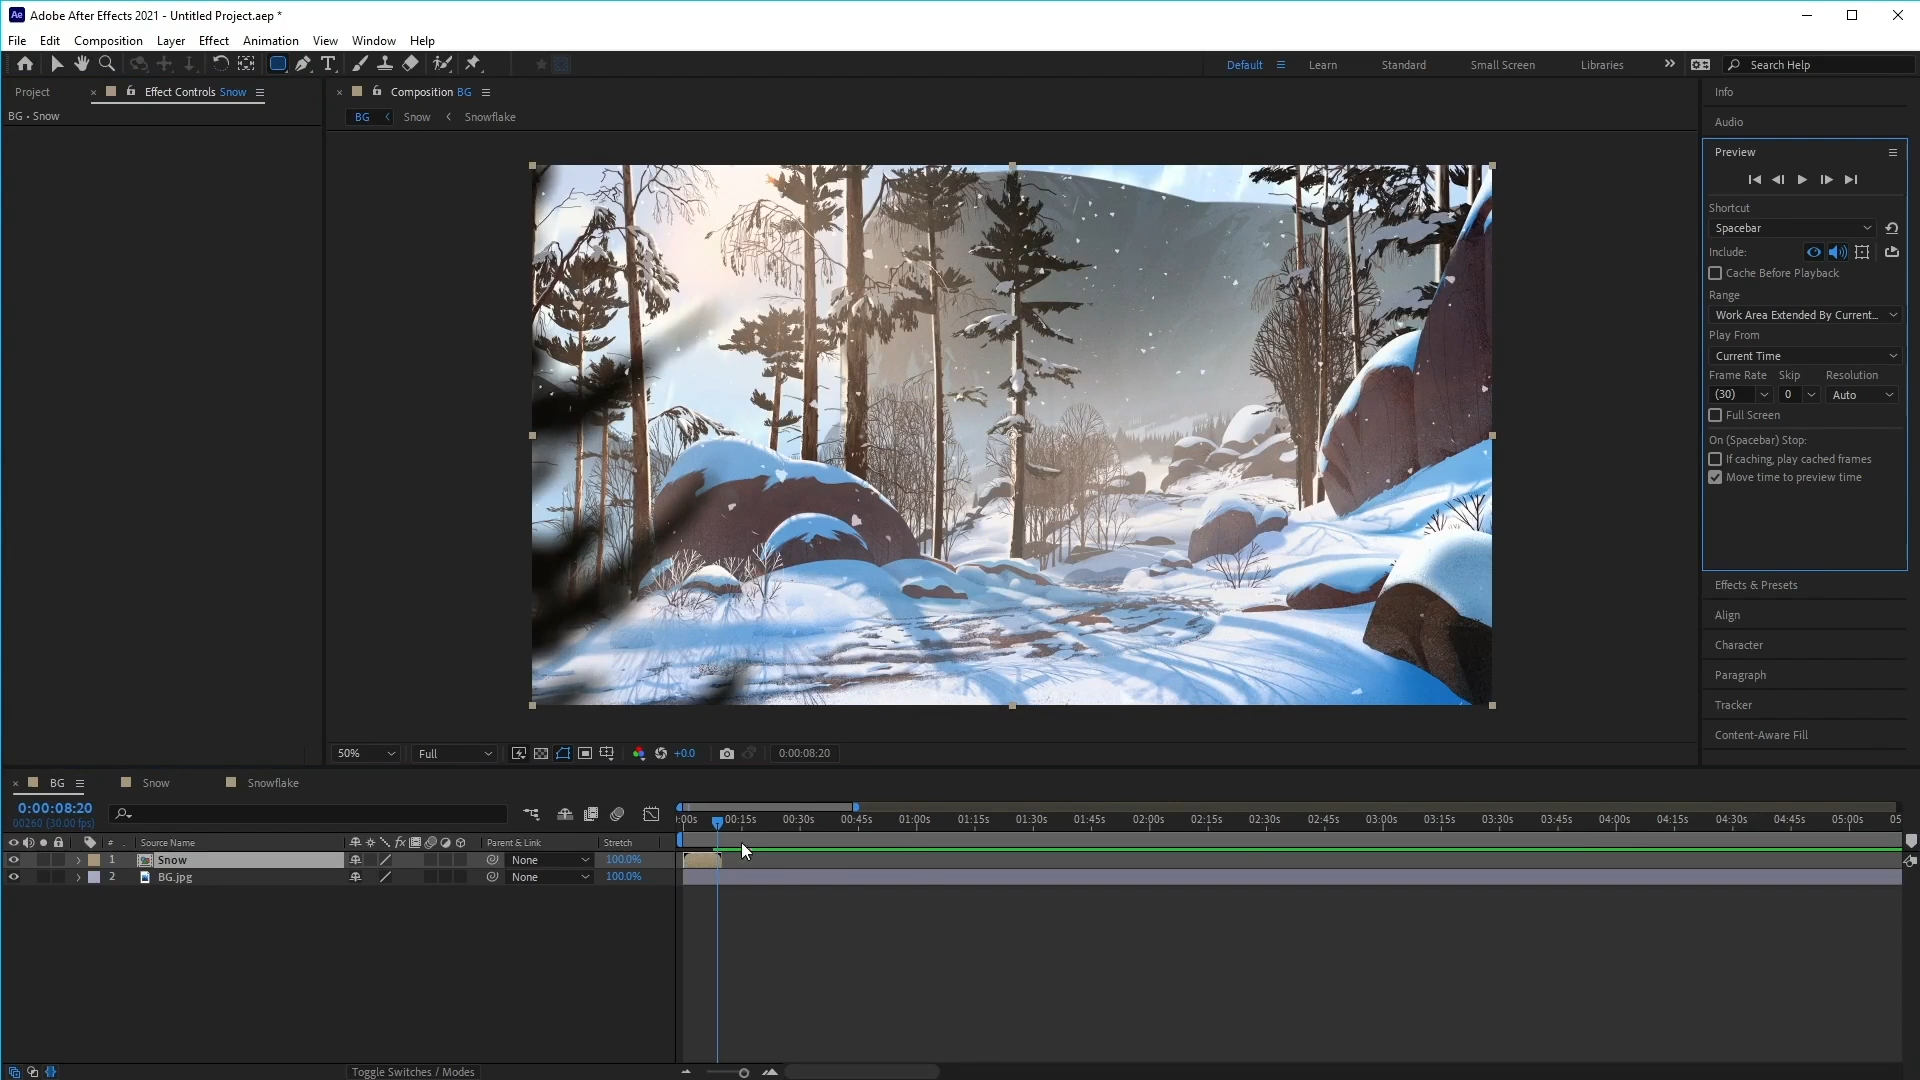 Ae Adobe After Effects 2021 - Untitled Project.aep *
File Edit Composition Layer Effect Animation View Window Help
Default Learn Standard Small Screen Libraries Search Help
Project Effect Controls Snow
BG • Snow
Composition BG
BG Snow Snowflake
Info
Audio
Preview
Shortcut
Spacebar
Include:
Cache Before Playback
Range
Work Area Extended By Current...
Play From
Current Time
Frame Rate Skip Resolution
(30) 0 Auto
Full Screen
On (Spacebar) Stop:
If caching, play cached frames
Move time to preview time
Effects & Presets
Align
Character
Paragraph
Tracker
Content-Aware Fill
50% Full +0.0 0:00:08:20
BG Snow Snowflake
0:00:08:20
00260 (30.00 fps)
:00s 00:15s 00:30s 00:45s 01:00s 01:15s 01:30s 01:45s 02:00s 02:15s 02:30s 02:45s 03:00s 03:15s 03:30s 03:45s 04:00s 04:15s 04:30s 04:45s 05:00s 05
# Source Name fx Parent & Link Stretch
1 Snow None 100.0%
2 BG.jpg None 100.0%
Toggle Switches / Modes